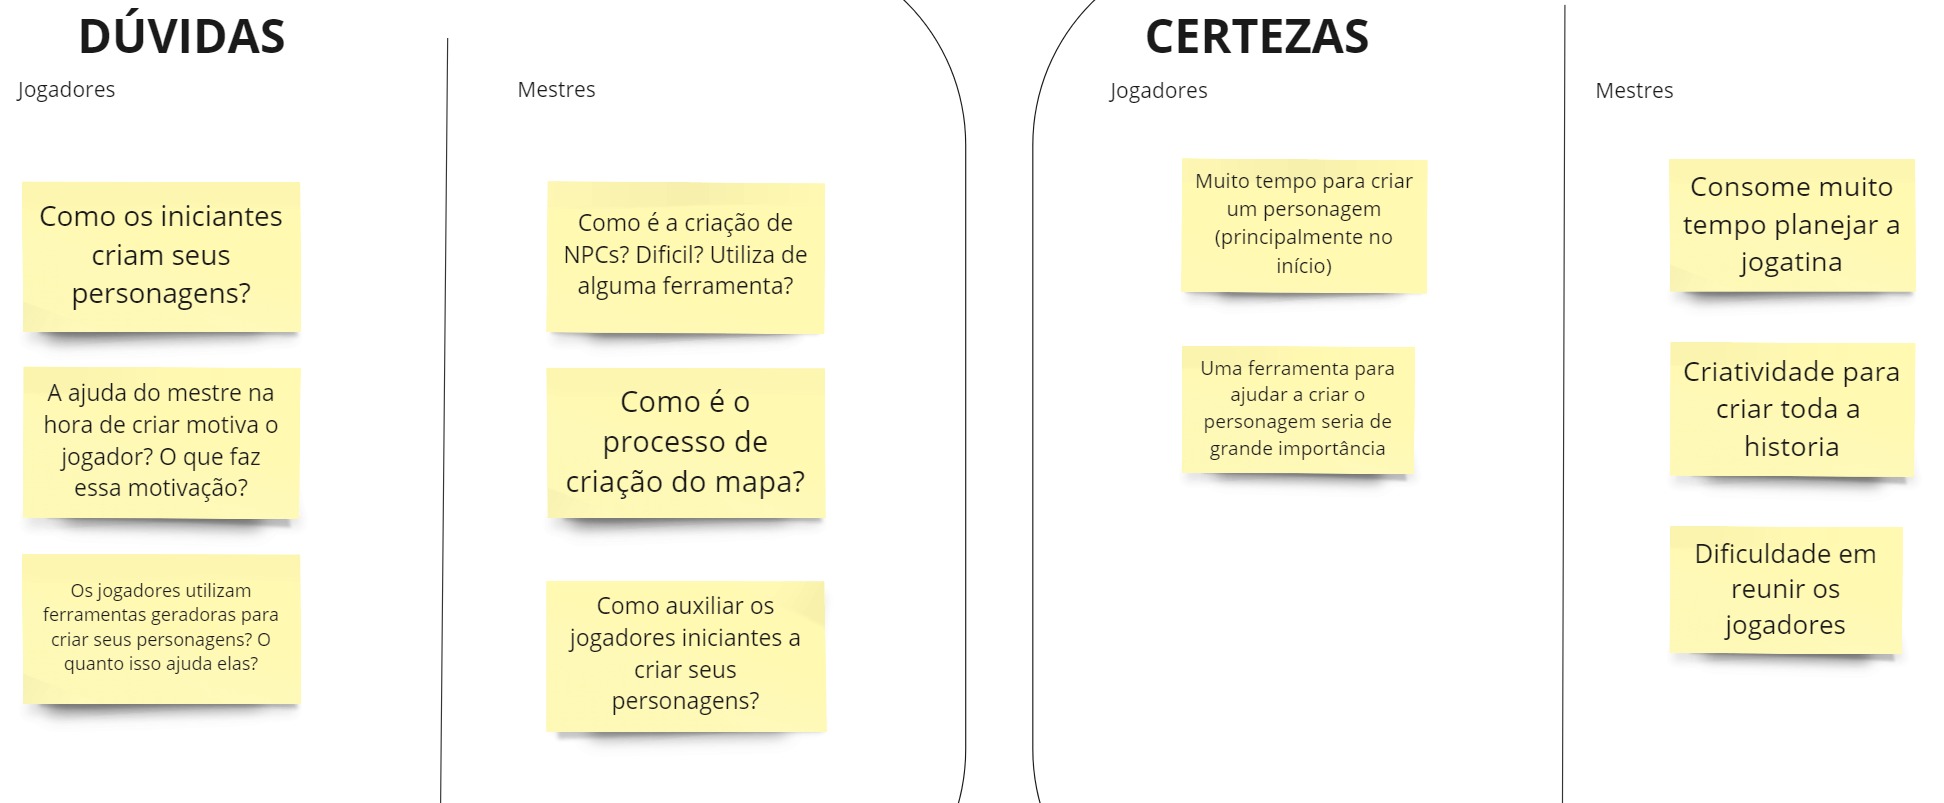 DÚVIDAS
Jogadores
Como os iniciantes
criam seus
personagens?
A ajuda do mestre na
hora de criar motiva o
jogador? O que faz
essa motivação?
Os jogadores utilizam
ferramentas geradoras para
criar seus personagens? O
quanto isso ajuda elas?
Mestres
Como é a criação de
NPCs? Dificil? Utiliza de
alguma ferramenta?
Como é o
processo de
criação do mapa?
Como auxiliar os
jogadores iniciantes a
criar seus
personagens?
CERTEZAS
Jogadores
Muito tempo para criar
um personagem
(principalmente no
início)
Uma ferramenta para
ajudar a criar o
personagem seria de
grande importância
Mestres
Consome muito
tempo planejar a
jogatina
Criatividade para
criar toda a
historia
Dificuldade em
reunir os
jogadores